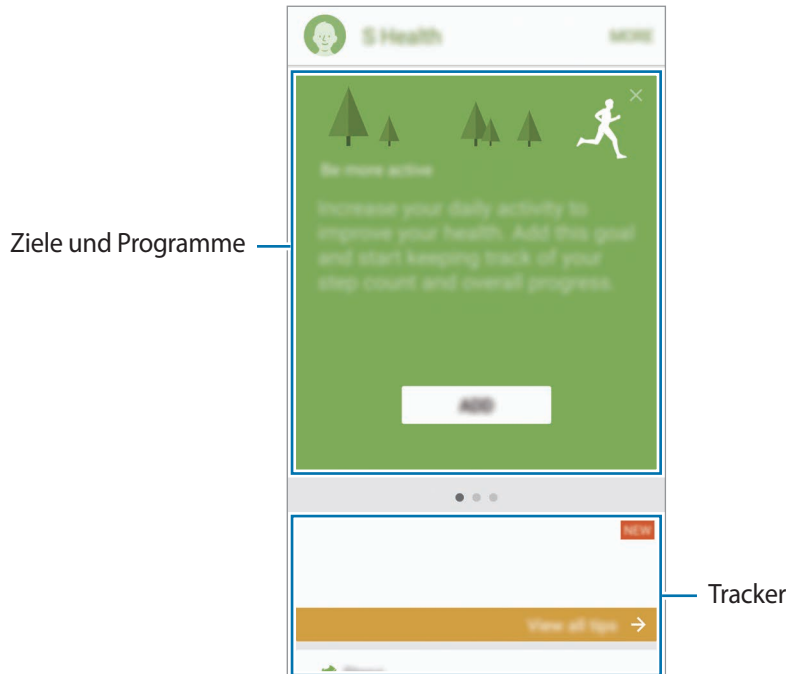 S Health
MORE
Be more active
Increase your daily activity to
improve your health. Add this goal
and start keeping track of your
step count and overall progress.
Ziele und Programme
ADD
NEW
Tracker
View all tips